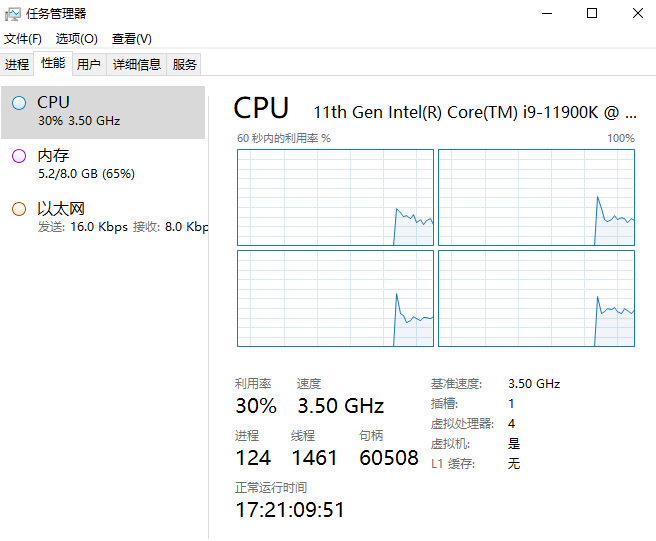 任务管理器
文件(F) 选项(O) 查看(V)
进程 性能 用户 详细信息 服务
CPU
30% 3.50 GHz
内存
5.2/8.0 GB (65%)
以太网
发送: 16.0 Kbps 接收: 8.0 Kbp
CPU 11th Gen Intel(R) Core(TM) i9-11900K @ ...
60 秒内的利用率 % 100%
利用率 速度
30% 3.50 GHz
进程 线程 句柄
124 1461 60508
正常运行时间
17:21:09:51
基准速度: 3.50 GHz
插槽: 1
虚拟处理器: 4
虚拟机: 是
L1 缓存: 无